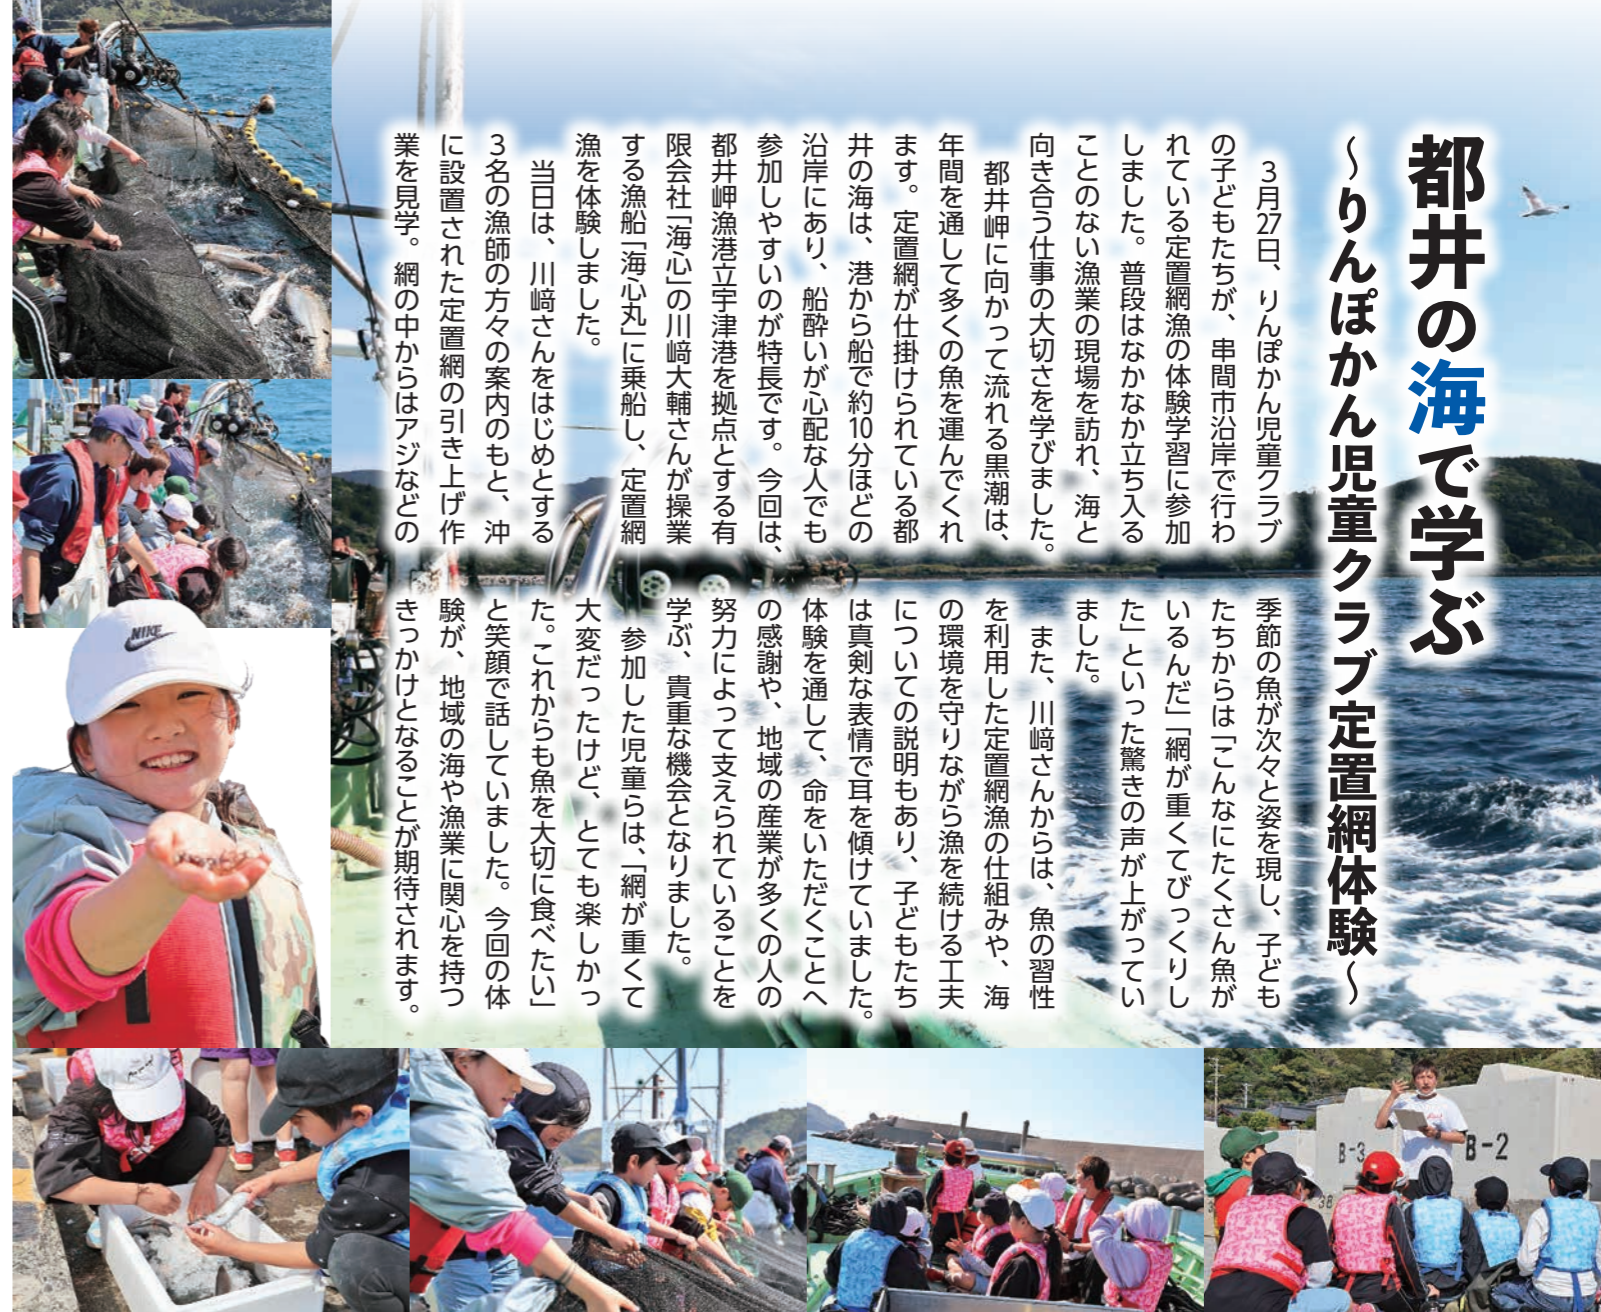 都井の海で学ぶ
～りんぽかん児童クラブ定置網体験～
3月27日、りんぽかん児童クラブ
の子どもたちが、串間市沿岸で行わ
れている定置網漁の体験学習に参加
しました。普段はなかなか立ち入る
ことのない漁業の現場を訪れ、海と
向き合う仕事の大切さを学びました。
都井岬に向かって流れる黒潮は、
年間を通して多くの魚を運んでくれ
ます。定置網が仕掛けられている都
井の海は、港から船で約10分ほどの
沿岸にあり、船酔いが心配な人でも
参加しやすいのが特長です。今回は、
都井岬漁港立宇津港を拠点とする有
限会社「海心」の川﨑大輔さんが操業
する漁船「海心丸」に乗船し、定置網
漁を体験しました。
当日は、川﨑さんをはじめとする
3名の漁師の方々の案内のもと、沖
に設置された定置網の引き上げ作
業を見学。網の中からはアジなどの
季節の魚が次々と姿を現し、子ども
たちからは「こんなにたくさん魚が
いるんだ」「網が重くてびっくりし
た」といった驚きの声が上がってい
ました。
また、川﨑さんからは、魚の習性
を利用した定置網漁の仕組みや、海
の環境を守りながら漁を続ける工夫
についての説明もあり、子どもたち
は真剣な表情で耳を傾けていました。
体験を通して、命をいただくことへ
の感謝や、地域の産業が多くの人の
努力によって支えられていることを
学ぶ、貴重な機会となりました。
参加した児童らは、「網が重くて
大変だったけど、とても楽しかっ
た。これからも魚を大切に食べたい」
と笑顔で話していました。今回の体
験が、地域の海や漁業に関心を持つ
きっかけとなることが期待されます。
NIKE
B-3
B-2